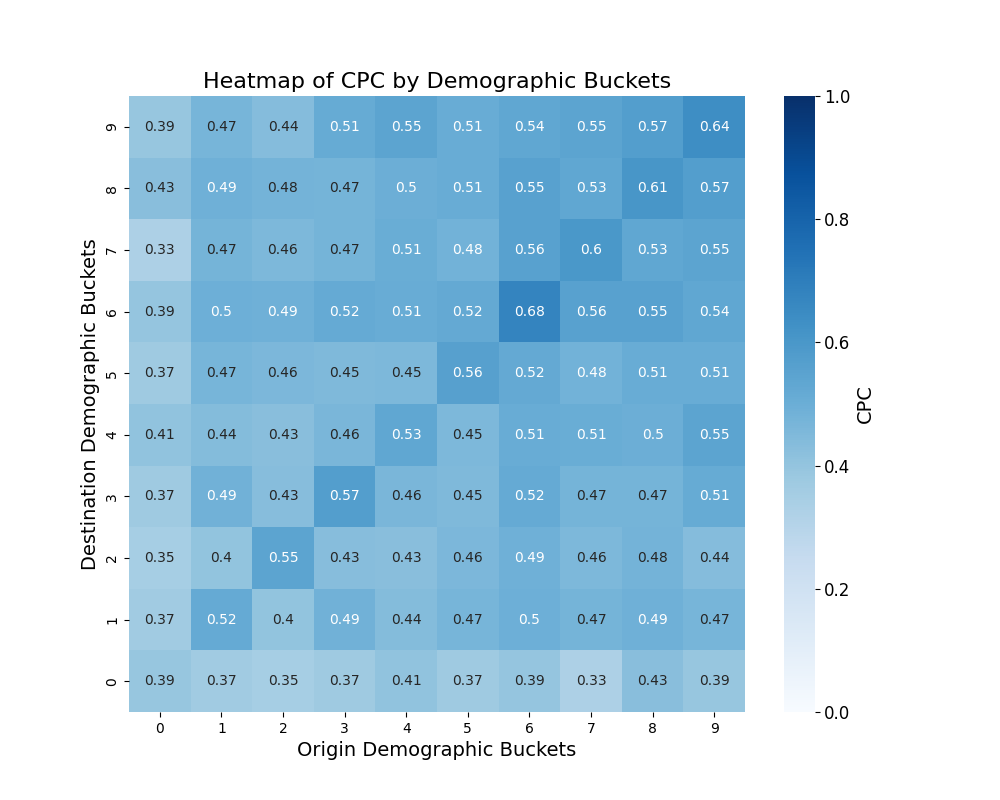 Heatmap of CPC by Demographic Buckets
9 0.39 0.47 0.44 0.51 0.55 0.51 0.54 0.55 0.57 0.64
8 0.43 0.49 0.48 0.47 0.5 0.51 0.55 0.53 0.61 0.57
7 0.33 0.47 0.46 0.47 0.51 0.48 0.56 0.6 0.53 0.55
6 0.39 0.5 0.49 0.52 0.51 0.52 0.68 0.56 0.55 0.54
5 0.37 0.47 0.46 0.45 0.45 0.56 0.52 0.48 0.51 0.51
4 0.41 0.44 0.43 0.46 0.53 0.45 0.51 0.51 0.5 0.55
3 0.37 0.49 0.43 0.57 0.46 0.45 0.52 0.47 0.47 0.51
2 0.35 0.4 0.55 0.43 0.43 0.46 0.49 0.46 0.48 0.44
1 0.37 0.52 0.4 0.49 0.44 0.47 0.5 0.47 0.49 0.47
0 0.39 0.37 0.35 0.37 0.41 0.37 0.39 0.33 0.43 0.39
0 1 2 3 4 5 6 7 8 9
Origin Demographic Buckets
Destination Demographic Buckets
1.0
0.8
0.6
0.4
0.2
0.0
CPC